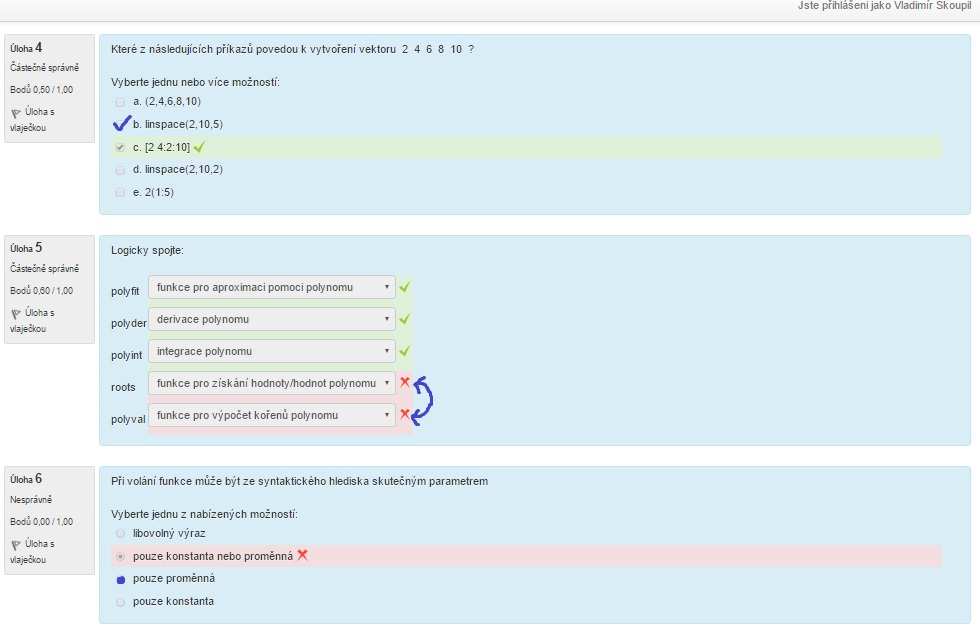 Jste přihlášeni jako Vladimír Skoupil
Úloha 4
Částečně správně
Bodů 0,50 / 1,00
Úloha s
vlaječkou
Které z následujících příkazů povedou k vytvoření vektoru 2 4 6 8 10 ?
Vyberte jednu nebo více možností:
a. (2,4,6,8,10)
b. linspace(2,10,5)
c. [2 4:2:10]
d. linspace(2,10,2)
e. 2(1:5)
Úloha 5
Částečně správně
Bodů 0,60 / 1,00
Úloha s
vlaječkou
Logicky spojte:
polyfit funkce pro aproximaci pomoci polynomu
polyder derivace polynomu
polyint integrace polynomu
roots funkce pro získání hodnoty/hodnot polynomu
polyval funkce pro výpočet kořenů polynomu
Úloha 6
Nesprávně
Bodů 0,00 / 1,00
Úloha s
vlaječkou
Při volání funkce může být ze syntaktického hlediska skutečným parametrem
Vyberte jednu z nabízených možností:
libovolný výraz
pouze konstanta nebo proměnná
pouze proměnná
pouze konstanta